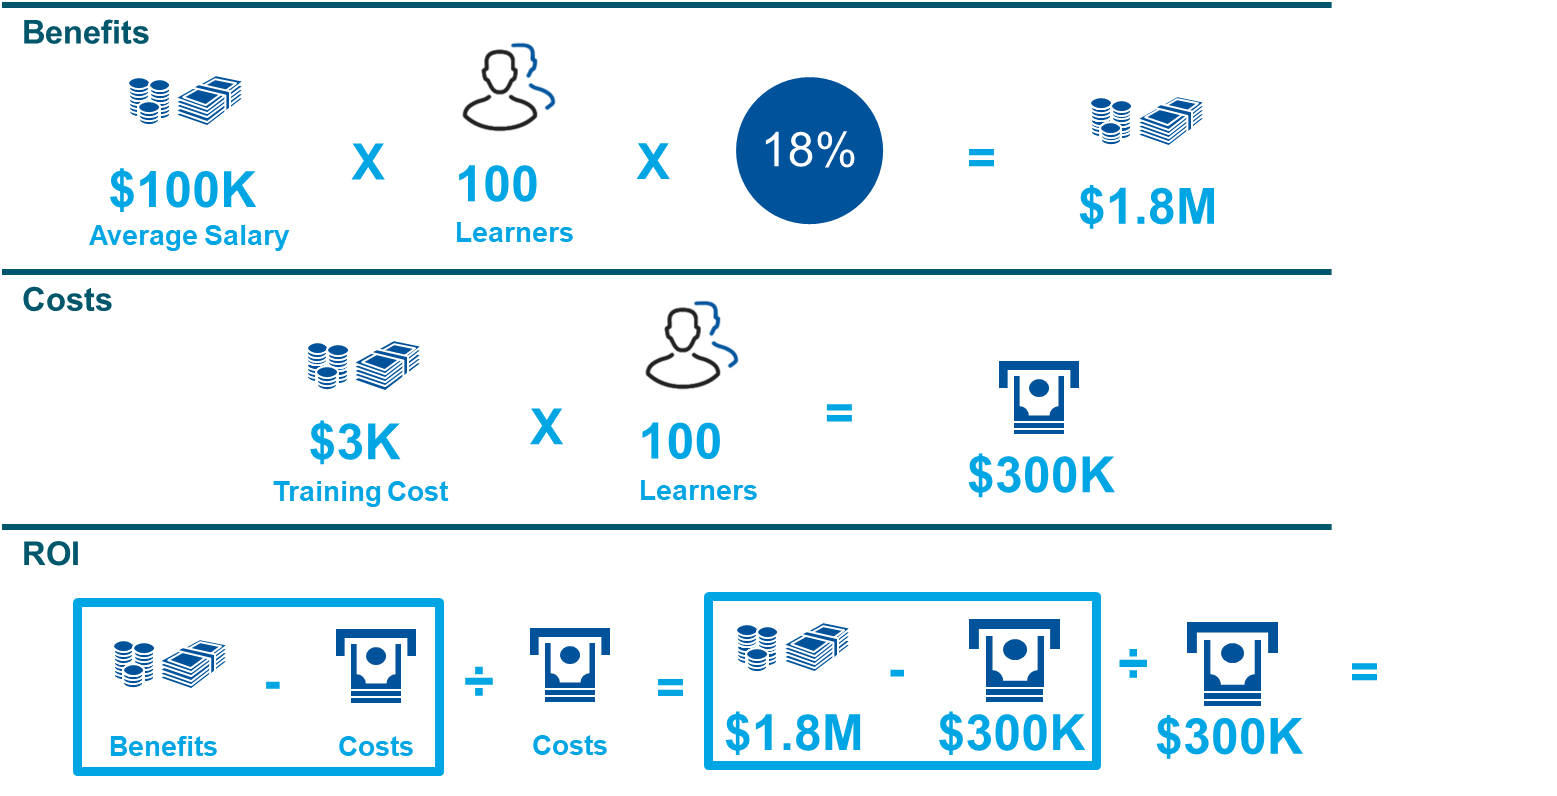 Benefits
$100K
Average Salary
X
100
Learners
X
18%
=
$1.8M
Costs
$3K
Training Cost
X
100
Learners
=
$300K
ROI
Benefits
-
Costs
÷
Costs
=
$1.8M
-
$300K
÷
$300K
=